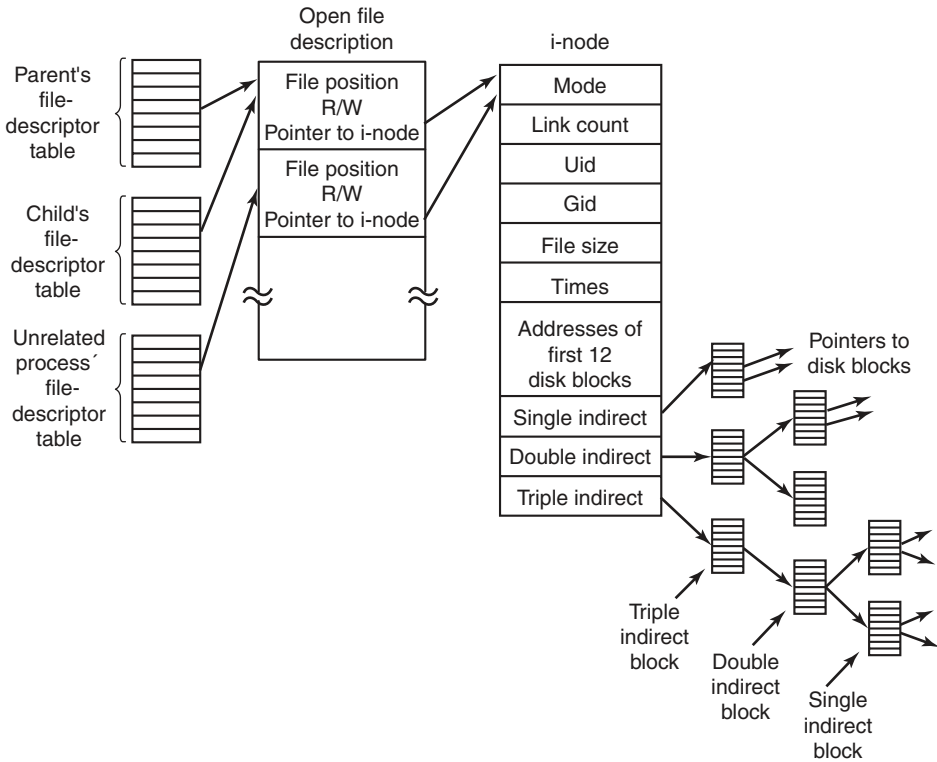 Open file
description
i-node
Parent's
file-
descriptor
table
Child's
file-
descriptor
table
Unrelated
process´
file-
descriptor
table
File position
R/W
Pointer to i-node
File position
R/W
Pointer to i-node
Mode
Link count
Uid
Gid
File size
Times
Addresses of
first 12
disk blocks
Single indirect
Double indirect
Triple indirect
Pointers to
disk blocks
Triple
indirect
block
Double
indirect
block
Single
indirect
block